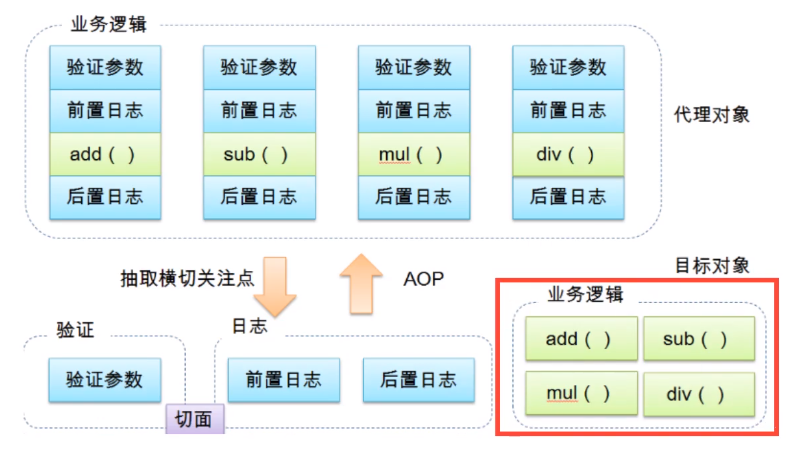 业务逻辑
验证参数 验证参数 验证参数 验证参数
前置日志 前置日志 前置日志 前置日志
代理对象
add（ ） sub（ ） mul（ ） div（ ）
后置日志 后置日志 后置日志 后置日志
抽取横切关注点 AOP
目标对象
业务逻辑
验证 日志
add（ ） sub（ ）
验证参数 前置日志 后置日志
mul（ ） div（ ）
切面